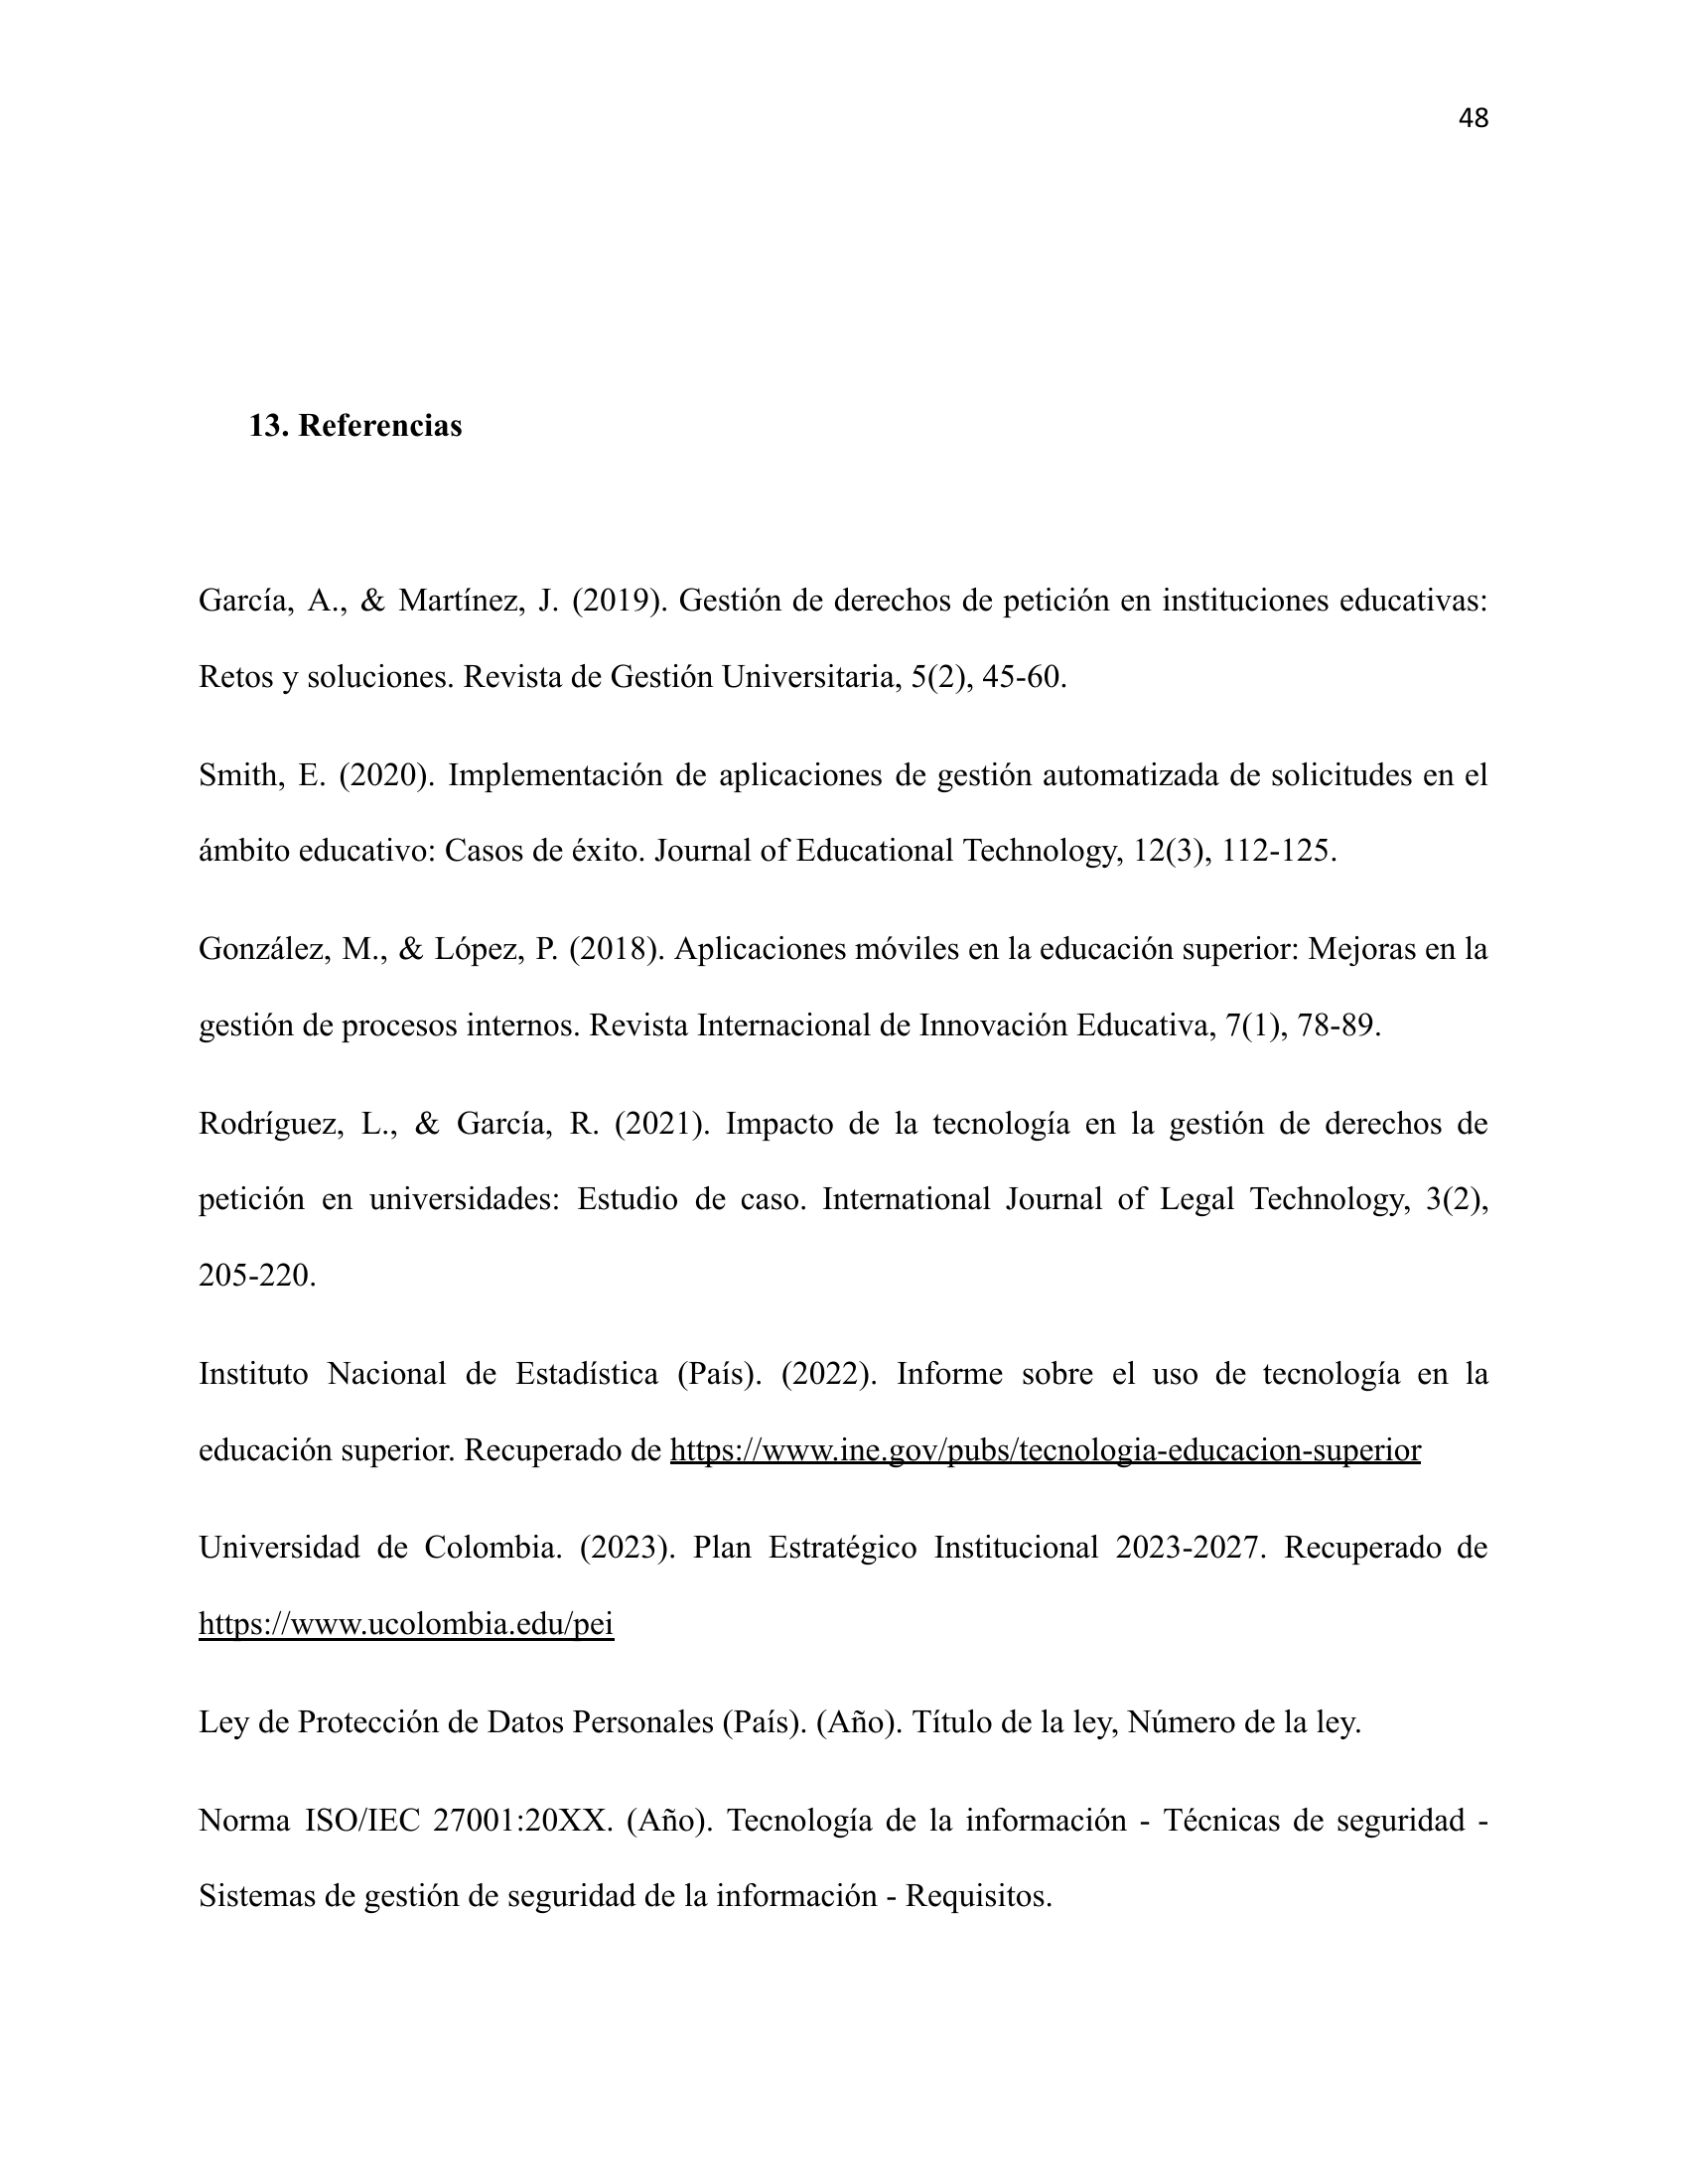 48
13. Referencias
García, A., & Martínez, J. (2019). Gestión de derechos de petición en instituciones educativas:
Retos y soluciones. Revista de Gestión Universitaria, 5(2), 45-60.
Smith, E. (2020). Implementación de aplicaciones de gestión automatizada de solicitudes en el
ámbito educativo: Casos de éxito. Journal of Educational Technology, 12(3), 112-125.
González, M., & López, P. (2018). Aplicaciones móviles en la educación superior: Mejoras en la
gestión de procesos internos. Revista Internacional de Innovación Educativa, 7(1), 78-89.
Rodríguez, L., & García, R. (2021). Impacto de la tecnología en la gestión de derechos de
petición en universidades: Estudio de caso. International Journal of Legal Technology, 3(2),
205-220.
Instituto Nacional de Estadística (País). (2022). Informe sobre el uso de tecnología en la
educación superior. Recuperado de https://www.ine.gov/pubs/tecnologia-educacion-superior
Universidad de Colombia. (2023). Plan Estratégico Institucional 2023-2027. Recuperado de
https://www.ucolombia.edu/pei
Ley de Protección de Datos Personales (País). (Año). Título de la ley, Número de la ley.
Norma ISO/IEC 27001:20XX. (Año). Tecnología de la información - Técnicas de seguridad -
Sistemas de gestión de seguridad de la información - Requisitos.